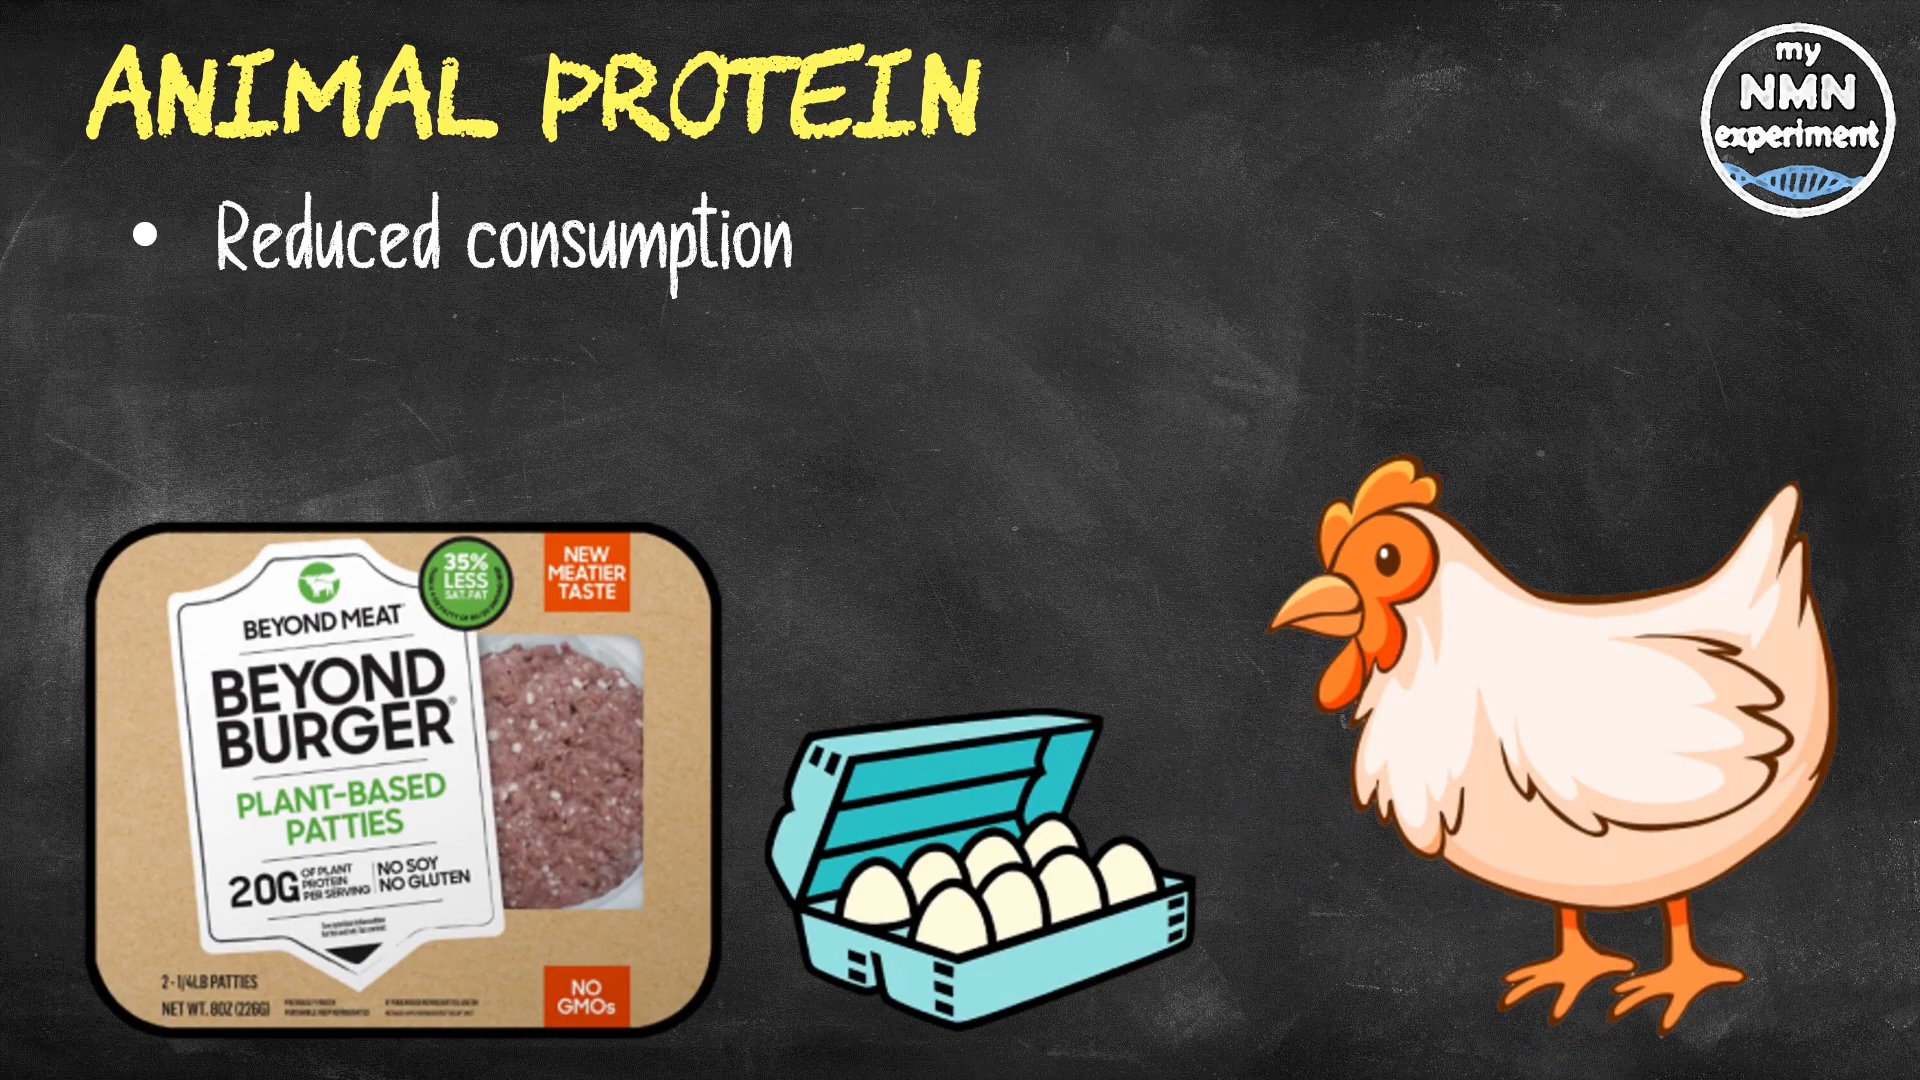 ANIMAL PROTEIN
my
NMN
experiment
• Reduced consumption
35%
LESS
SAT. FAT
NEW
MEATIER
TASTE
BEYOND MEAT
BEYOND
BURGER®
PLANT-BASED
PATTIES
20G OF PLANT
PROTEIN
PER SERVING
NO SOY
NO GLUTEN
2 - 1/4LB PATTIES
NET WT. 8OZ (226G)
NO
GMOs